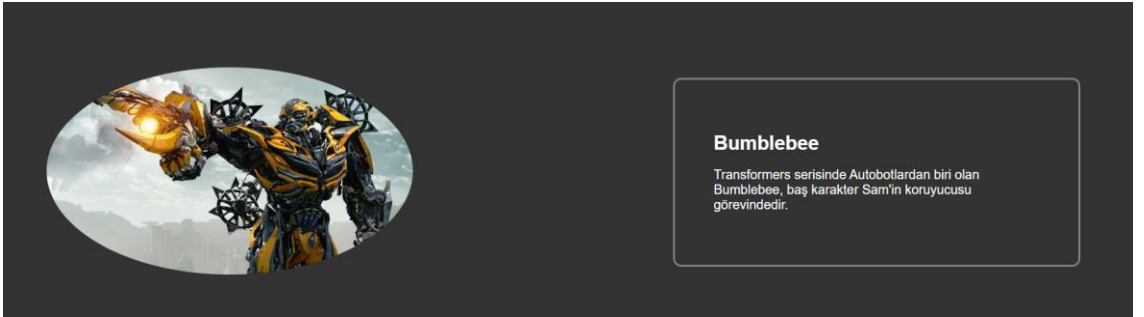 Bumblebee
Transformers serisinde Autobotlardan biri olan
Bumblebee, baş karakter Sam'in koruyucusu
görevindedir.